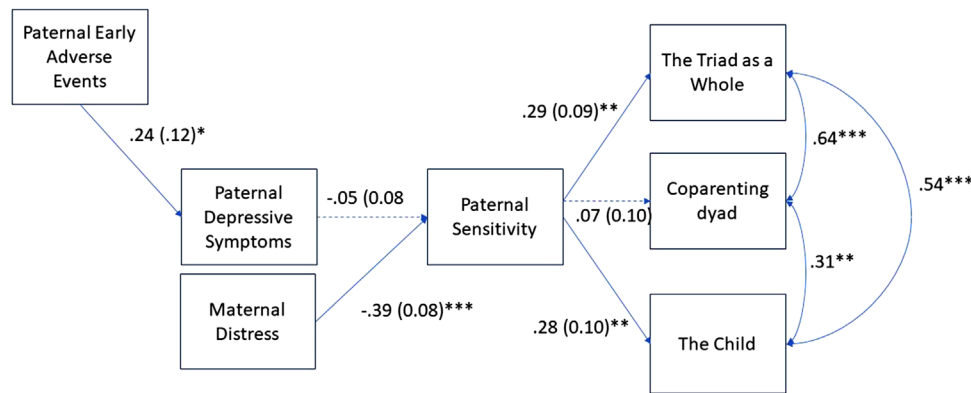 Paternal Early
Adverse
Events
.24 (.12)*
Paternal
Depressive
Symptoms
-.05 (0.08
Maternal
Distress
-.39 (0.08)***
Paternal
Sensitivity
.29 (0.09)**
.07 (0.10)
.28 (0.10)**
The Triad as a
Whole
Coparenting
dyad
The Child
.64***
.31**
.54***